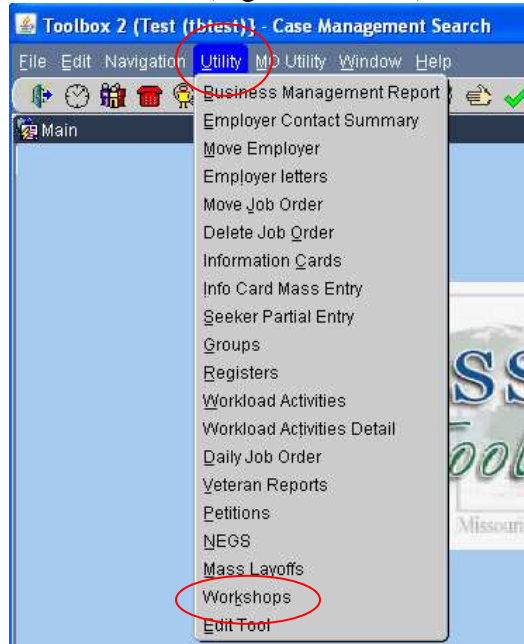 Toolbox 2 (Test (tbtest)} - Case Management Search
File Edit Navigation Utility MO Utility Window Help
Main
Business Management Report
Employer Contact Summary
Move Employer
Employer letters
Move Job Order
Delete Job Order
Information Cards
Info Card Mass Entry
Seeker Partial Entry
Groups
Registers
Workload Activities
Workload Activities Detail
Daily Job Order
Veteran Reports
Petitions
NEGS
Mass Layoffs
Workshops
Edit Tool
SS
ool
Missouri